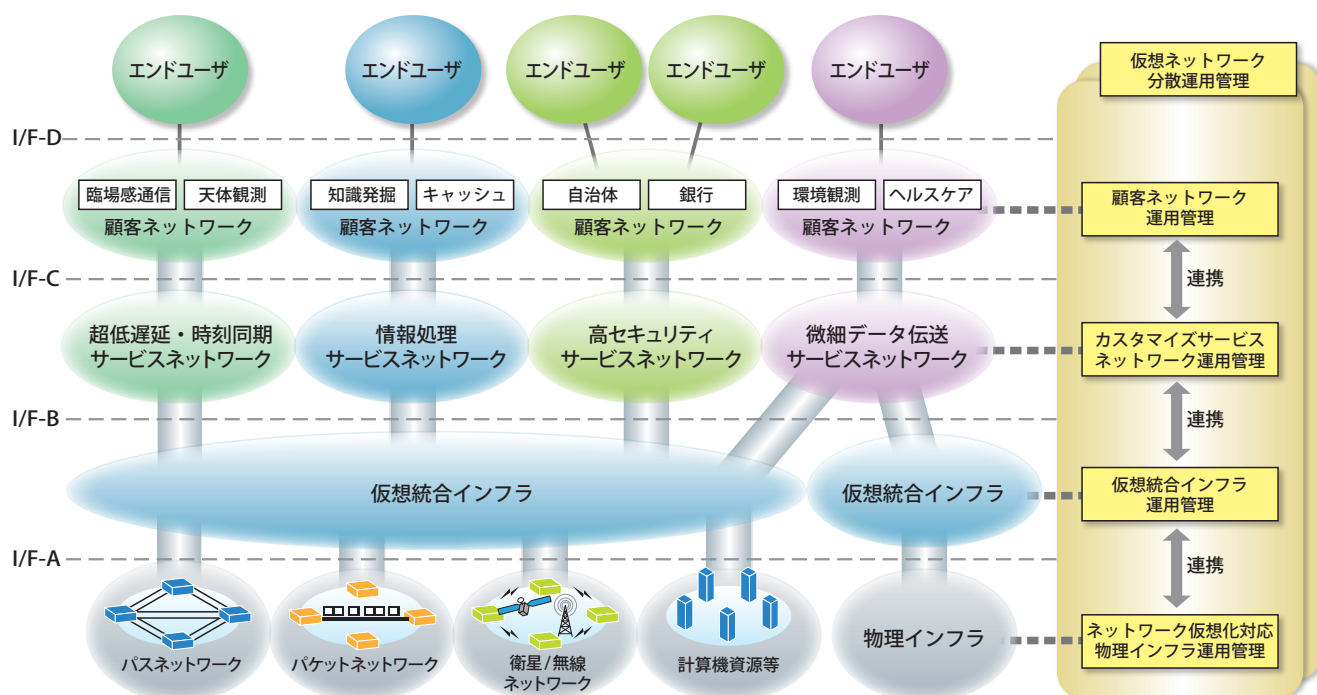 エンドユーザ
エンドユーザ
エンドユーザ
エンドユーザ
エンドユーザ
仮想ネットワーク
分散運用管理
I/F-D
臨場感通信
天体観測
顧客ネットワーク
知識発掘
キャッシュ
顧客ネットワーク
自治体
銀行
顧客ネットワーク
環境観測
ヘルスケア
顧客ネットワーク
顧客ネットワーク
運用管理
I/F-C
連携
超低遅延・時刻同期
サービスネットワーク
情報処理
サービスネットワーク
高セキュリティ
サービスネットワーク
微細データ伝送
サービスネットワーク
カスタマイズサービス
ネットワーク運用管理
I/F-B
連携
仮想統合インフラ
仮想統合インフラ
仮想統合インフラ
運用管理
I/F-A
連携
パスネットワーク
パケットネットワーク
衛星/無線
ネットワーク
計算機資源等
物理インフラ
ネットワーク仮想化対応
物理インフラ運用管理